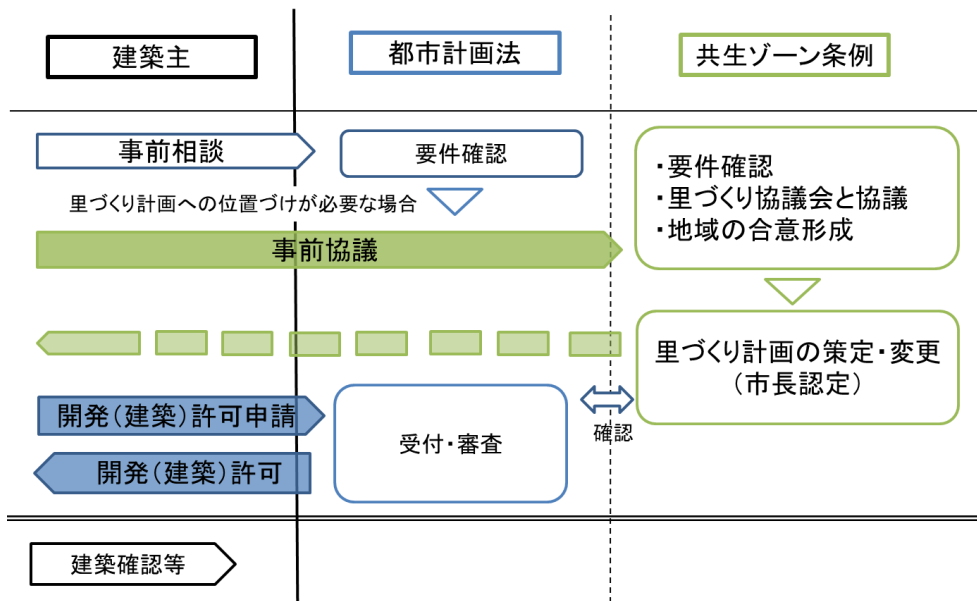 建築主
都市計画法
共生ゾーン条例
事前相談
要件確認
・要件確認
・里づくり協議会と協議
・地域の合意形成
里づくり計画への位置づけが必要な場合
事前協議
里づくり計画の策定・変更
（市長認定）
開発（建築）許可申請
受付・審査
確認
開発（建築）許可
建築確認等